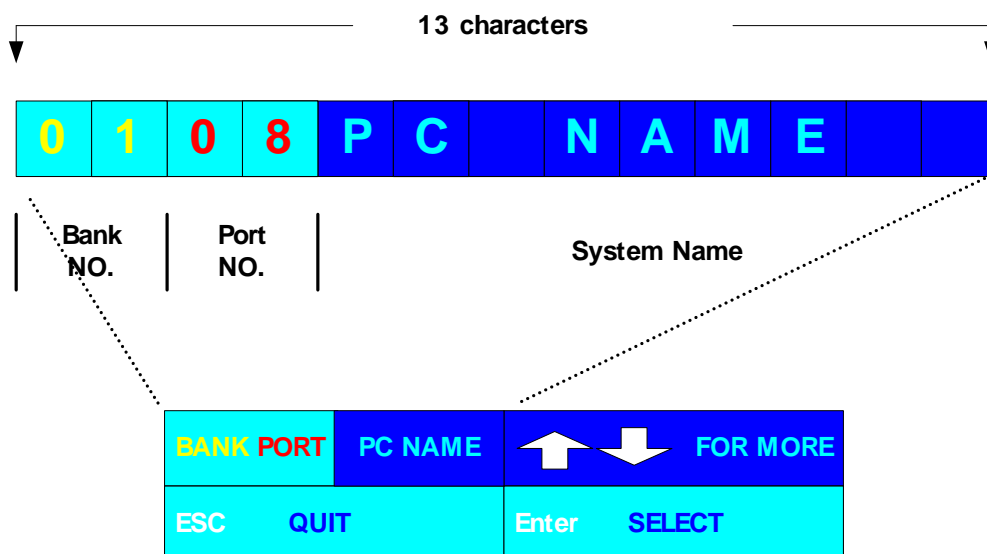 13 characters
0 1 0 8 P C N A M E
Bank NO. Port NO. System Name
BANK PORT PC NAME FOR MORE
ESC QUIT Enter SELECT